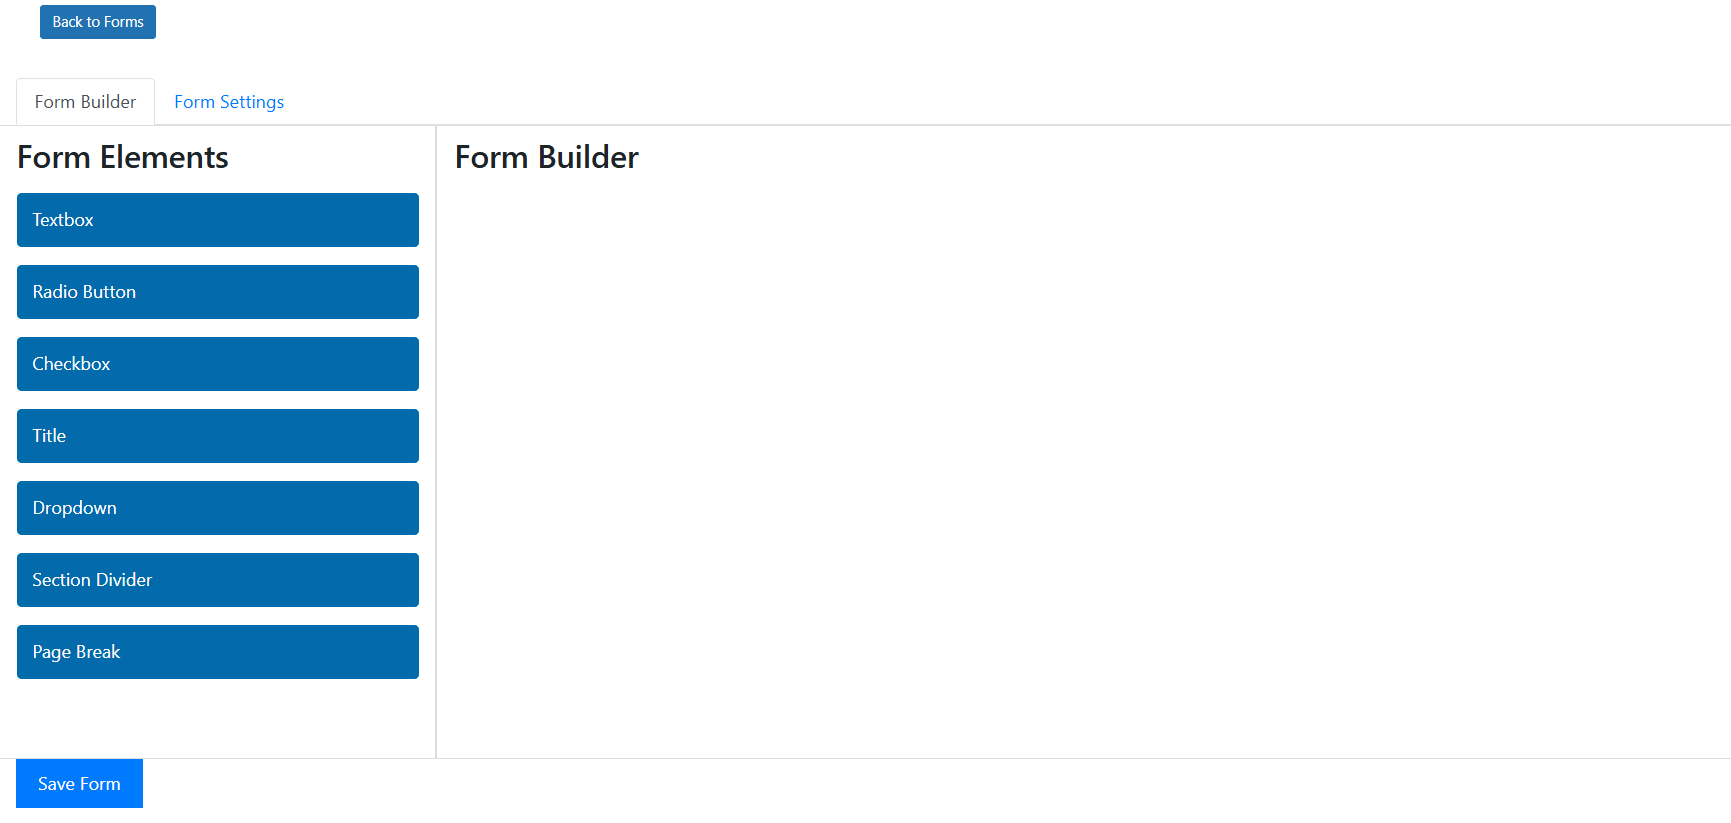 Back to Forms
Form Builder
Form Settings
Form Elements
Textbox
Radio Button
Checkbox
Title
Dropdown
Section Divider
Page Break
Form Builder
Save Form